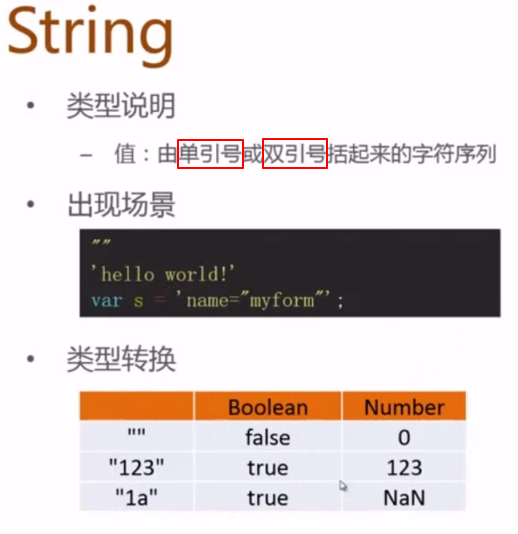 String
• 类型说明
– 值：由单引号或双引号括起来的字符序列
• 出现场景
""
'hello world!'
var s = 'name="myform"';
• 类型转换
Boolean Number
"" false 0
"123" true 123
"1a" true NaN